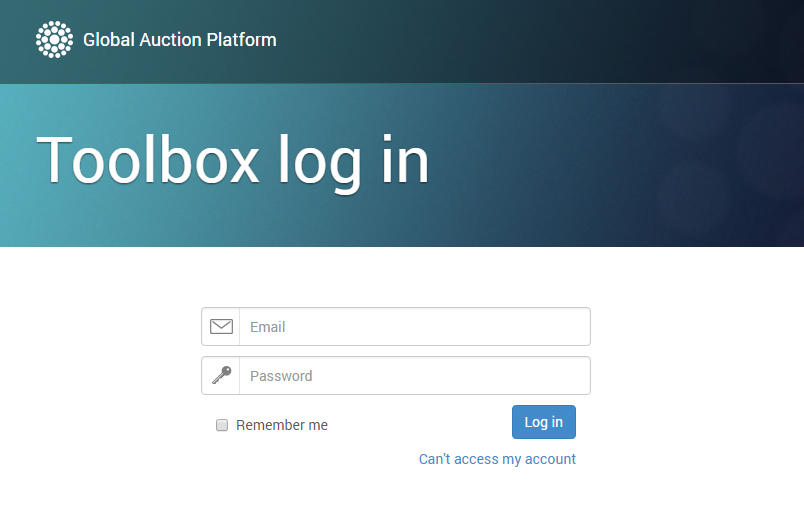 Global Auction Platform
Toolbox log in
Email
Password
Remember me
Log in
Can't access my account